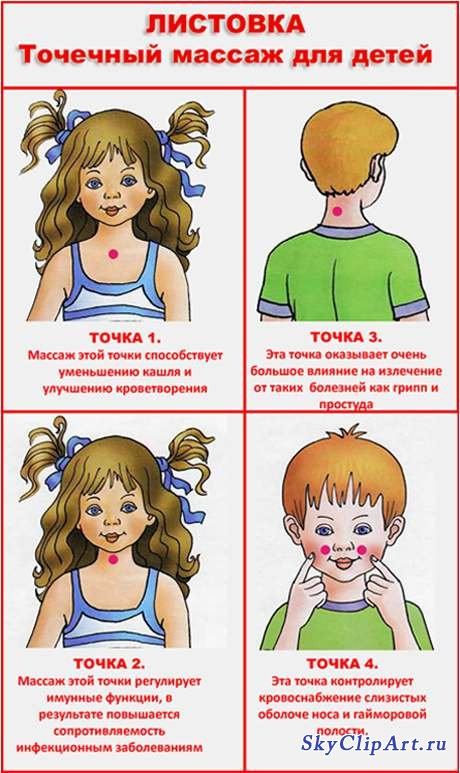 ЛИСТОВКА
Точечный массаж для детей
ТОЧКА 1.
Массаж этой точки способствует
уменьшению кашля и
улучшению кроветворения
ТОЧКА 3.
Эта точка оказывает очень
большое влияние на излечение
от таких болезней как грипп и
простуда
ТОЧКА 2.
Массаж этой точки регулирует
имунные функции, в
результате повышается
сопротивляемость
инфекционным заболеваниям
ТОЧКА 4.
Эта точка контролирует
кровоснабжение слизистых
оболоче носа и гайморовой
полости.
SkyClipArt.ru